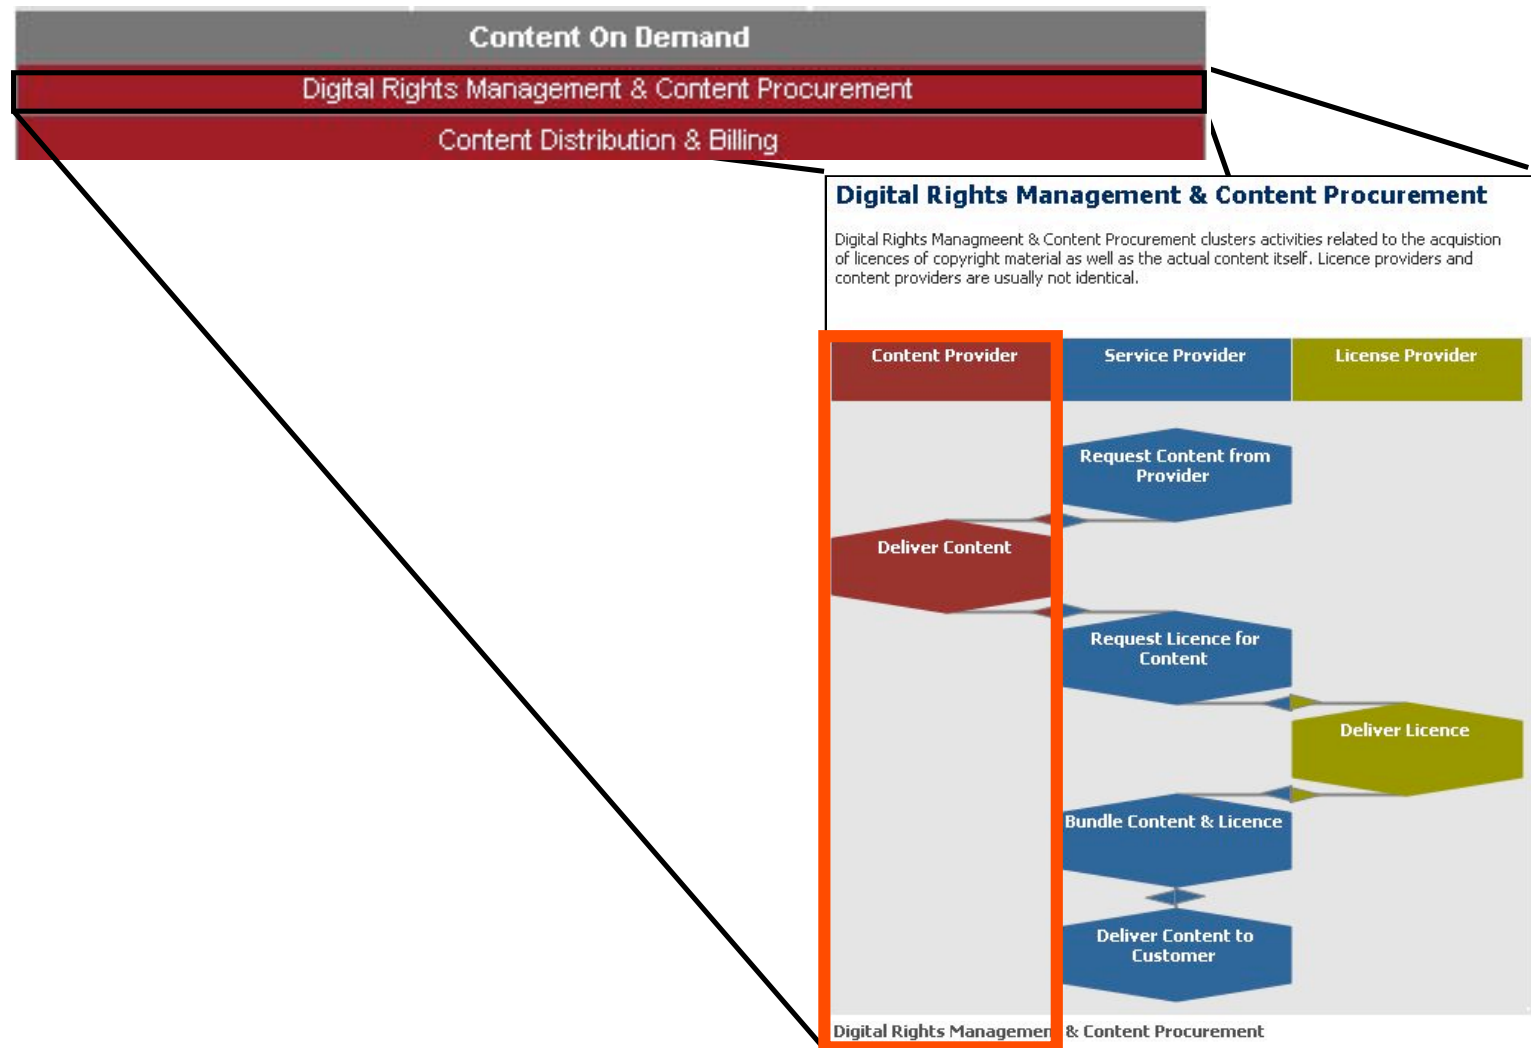 Content On Demand
Digital Rights Management & Content Procurement
Content Distribution & Billing
Digital Rights Management & Content Procurement
Digital Rights Managmeent & Content Procurement clusters activities related to the acquistion
of licences of copyright material as well as the actual content itself. Licence providers and
content providers are usually not identical.
Content Provider
Service Provider
License Provider
Request Content from
Provider
Deliver Content
Request Licence for
Content
Deliver Licence
Bundle Content & Licence
Deliver Content to
Customer
Digital Rights Management & Content Procurement